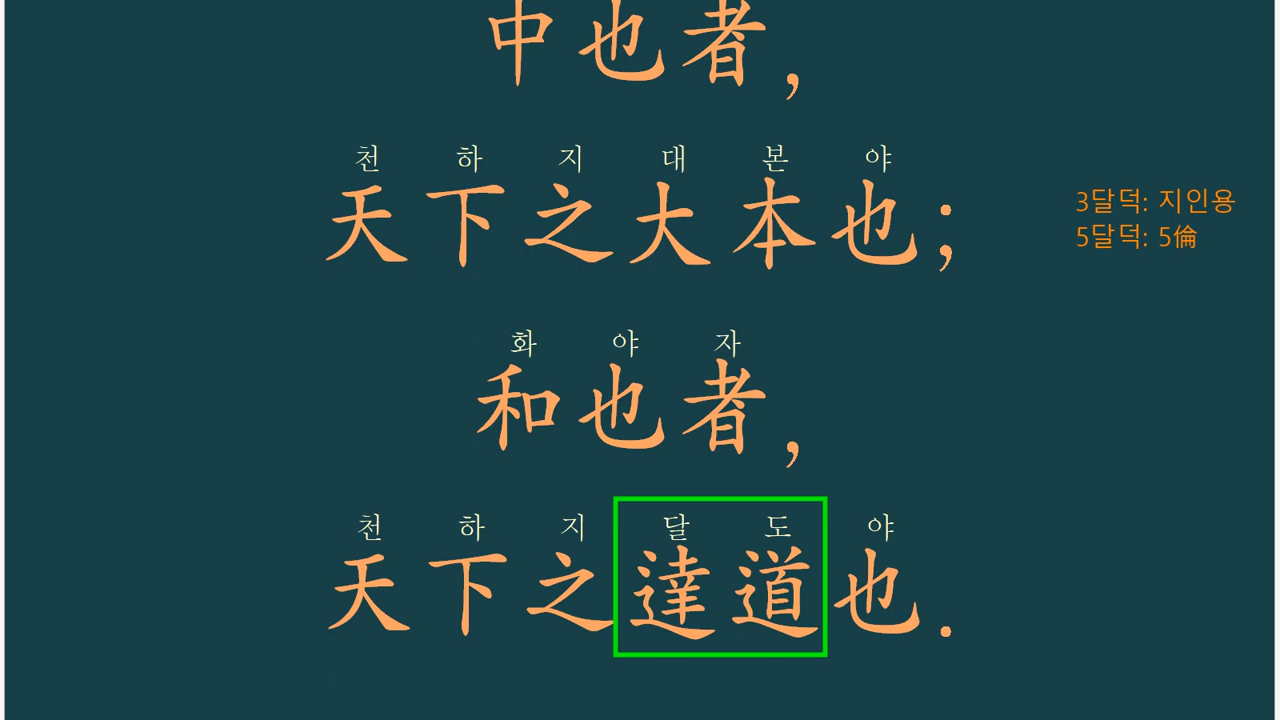 中也者,
천 하 지 대 본 야
天下之大本也;
3달덕: 지인용
5달덕: 5倫
화 야 자
和也者,
천 하 지 달 도 야
天下之達道也.